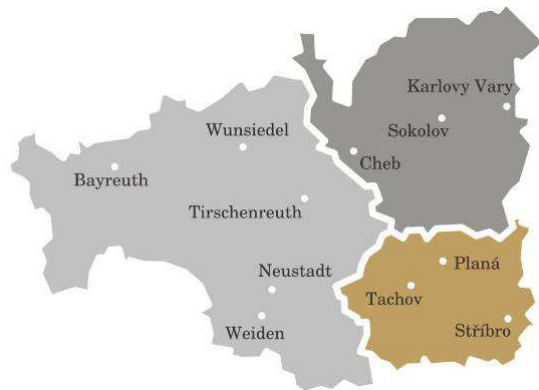 Karlovy Vary
Sokolov
Wunsiedel
Cheb
Bayreuth
Tirschenreuth
Planá
Neustadt
Tachov
Stříbro
Weiden